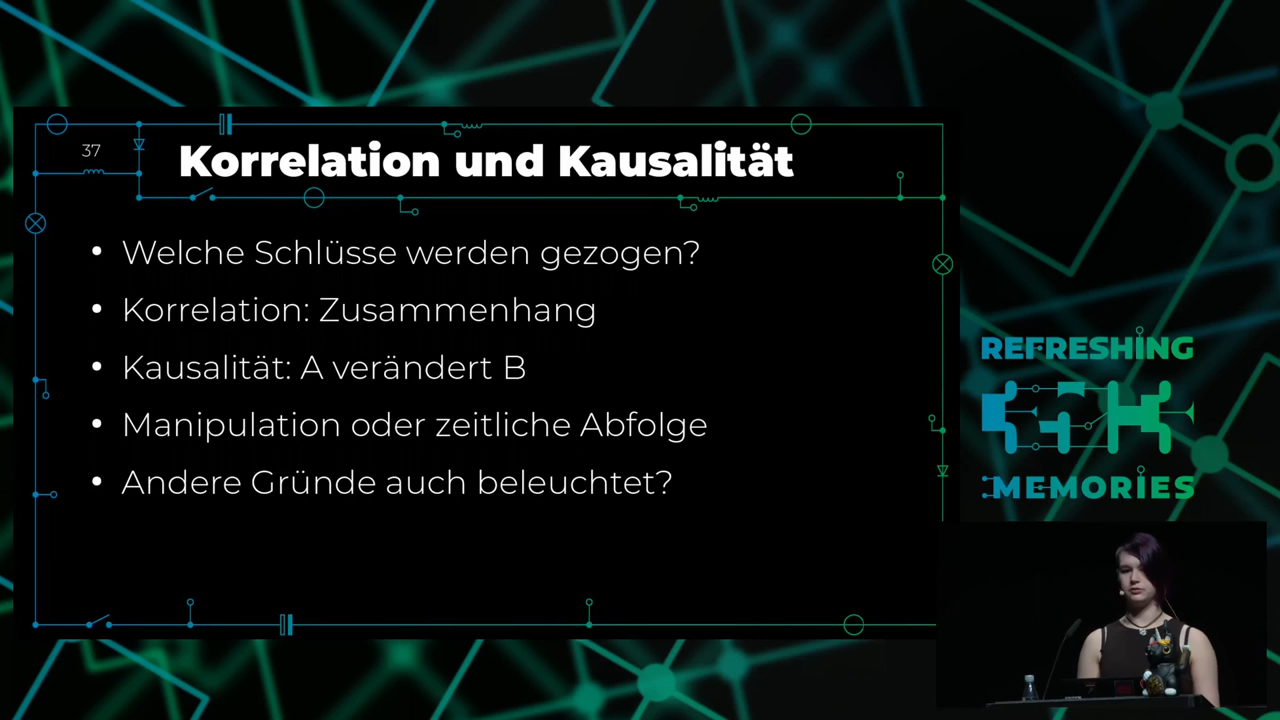 37
Korrelation und Kausalität
• Welche Schlüsse werden gezogen?
• Korrelation: Zusammenhang
• Kausalität: A verändert B
• Manipulation oder zeitliche Abfolge
• Andere Gründe auch beleuchtet?
REFRESHING
MEMORIES